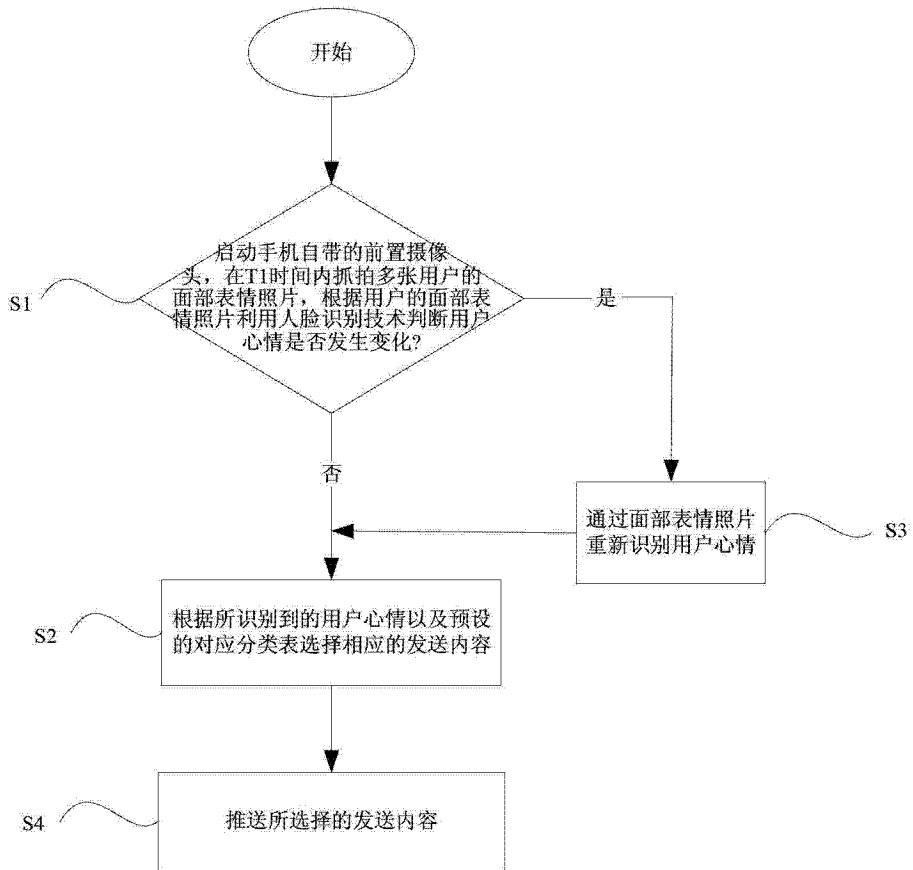 开始
启动手机自带的前置摄像
头，在T1时间内抓拍多张用户的
面部表情照片，根据用户的面部表
情照片利用人脸识别技术判断用户
心情是否发生变化?
S1
是
否
通过面部表情照片
重新识别用户心情
S3
根据所识别到的用户心情以及预设
的对应分类表选择相应的发送内容
S2
推送所选择的发送内容
S4